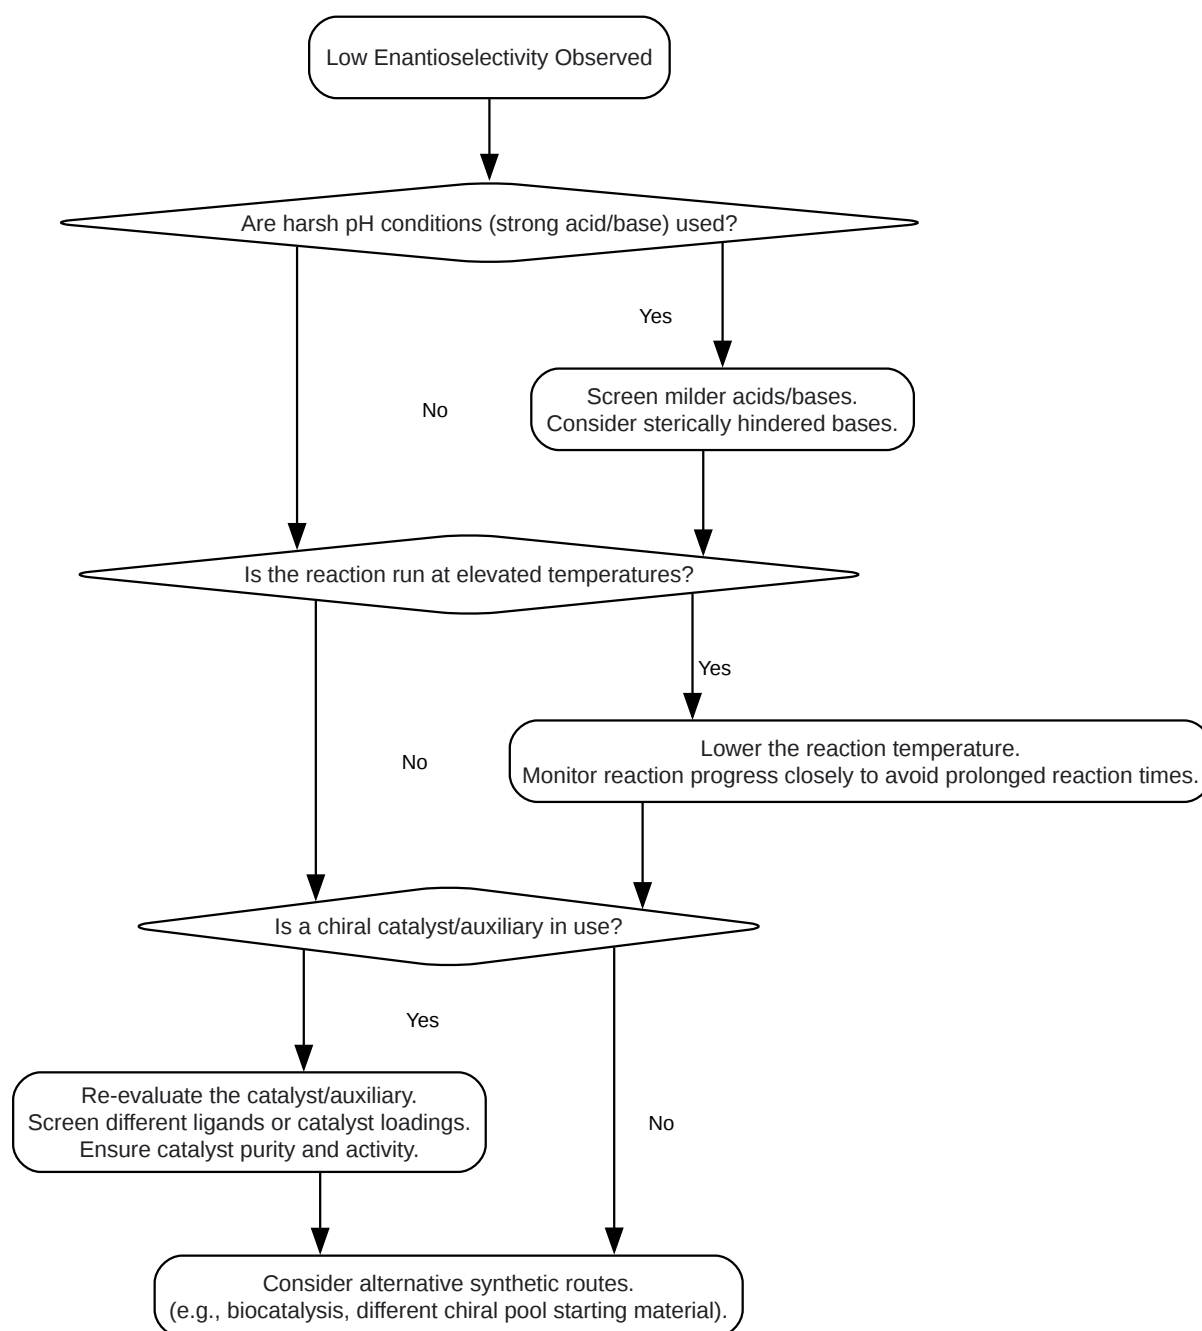 Low Enantioselectivity Observed
Are harsh pH conditions (strong acid/base) used?
Yes
No
Screen milder acids/bases.
Consider sterically hindered bases.
Is the reaction run at elevated temperatures?
Yes
No
Lower the reaction temperature.
Monitor reaction progress closely to avoid prolonged reaction times.
Is a chiral catalyst/auxiliary in use?
Yes
No
Re-evaluate the catalyst/auxiliary.
Screen different ligands or catalyst loadings.
Ensure catalyst purity and activity.
Consider alternative synthetic routes.
(e.g., biocatalysis, different chiral pool starting material).